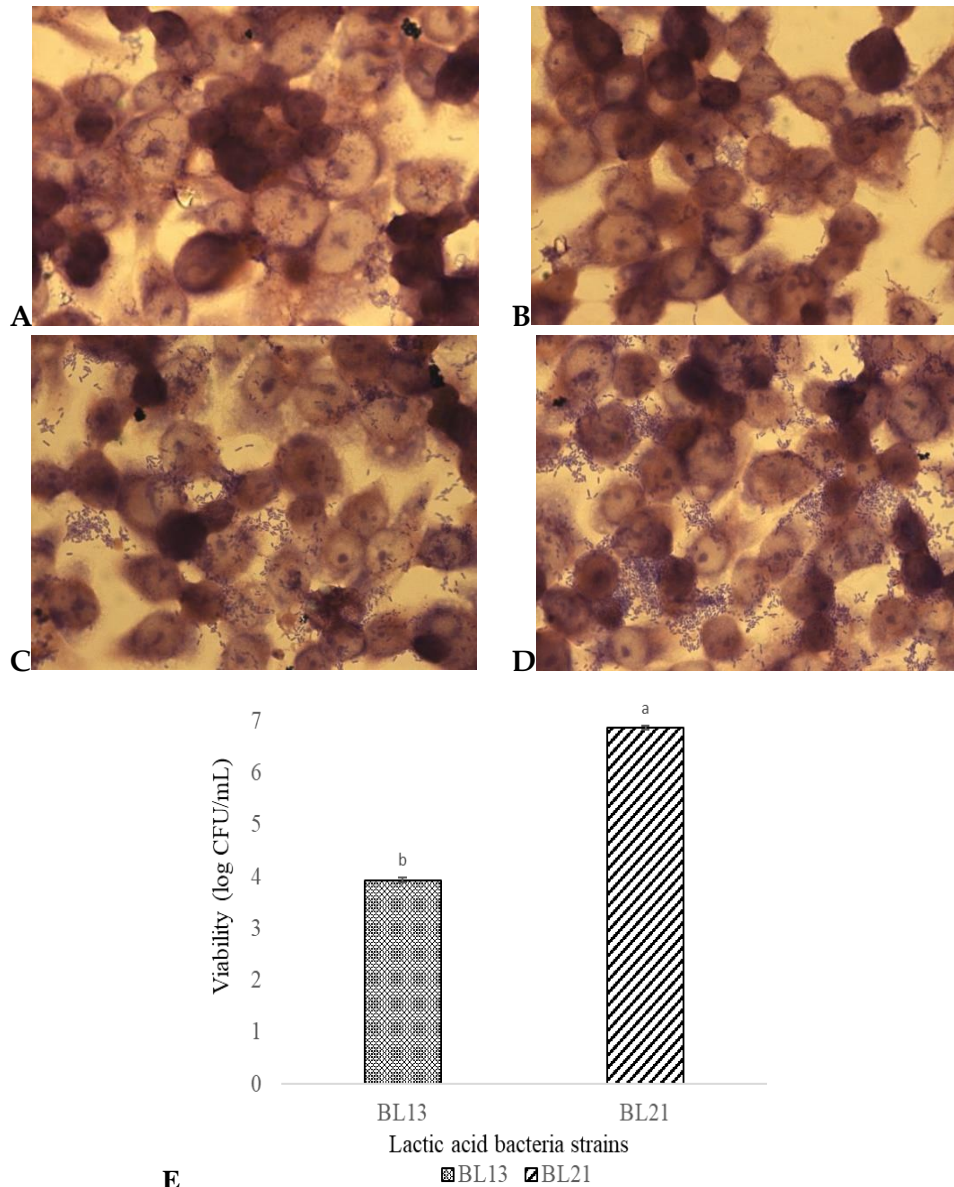 A
B
C
D
7
6
5
4
3
2
1
0
Viability (log CFU/mL)
b
a
BL13
BL21
Lactic acid bacteria strains
BL13 BL21
E